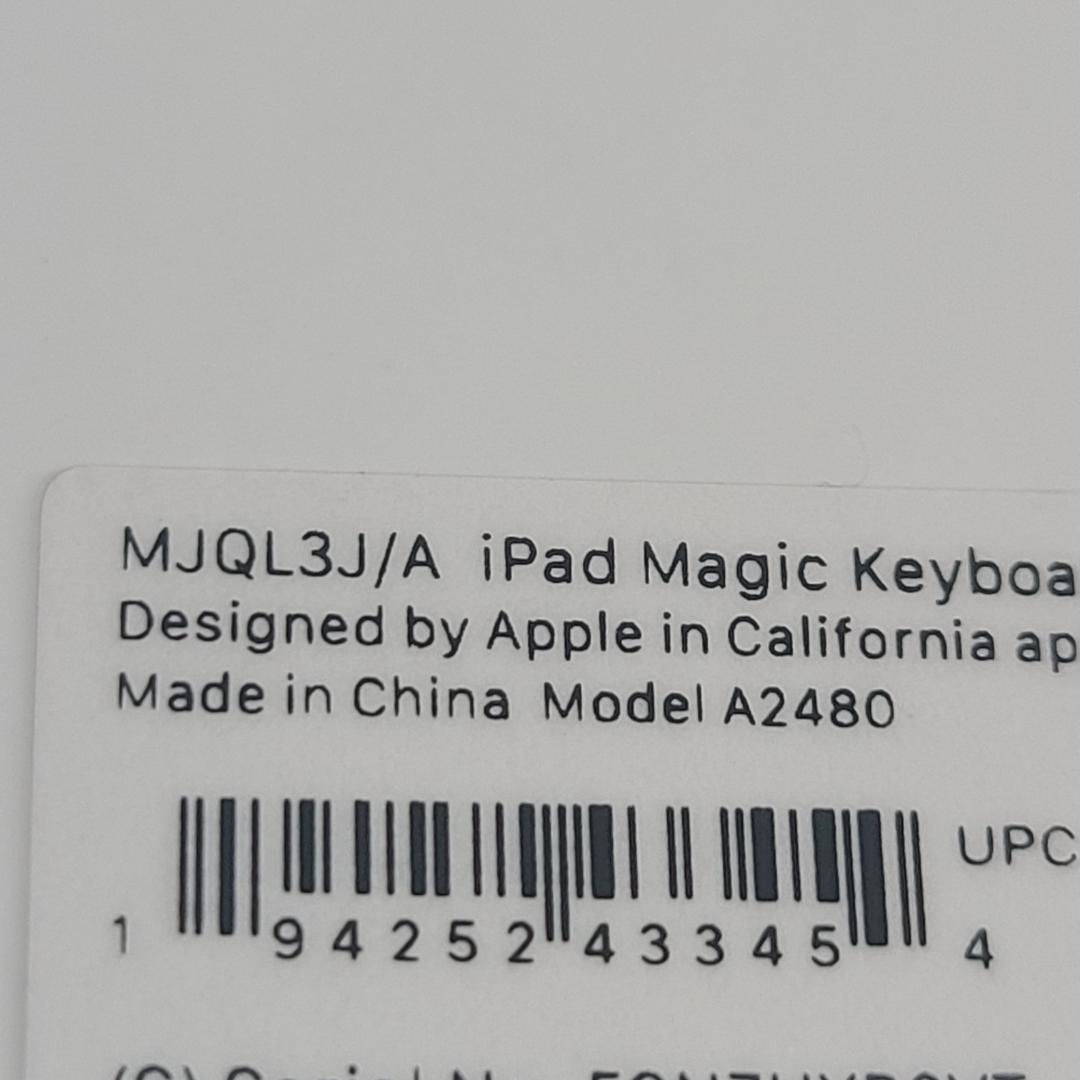 MJQL3J/A iPad Magic Keyboa
Designed by Apple in California ap
Made in China Model A2480
UPC
1 94252 43345 4